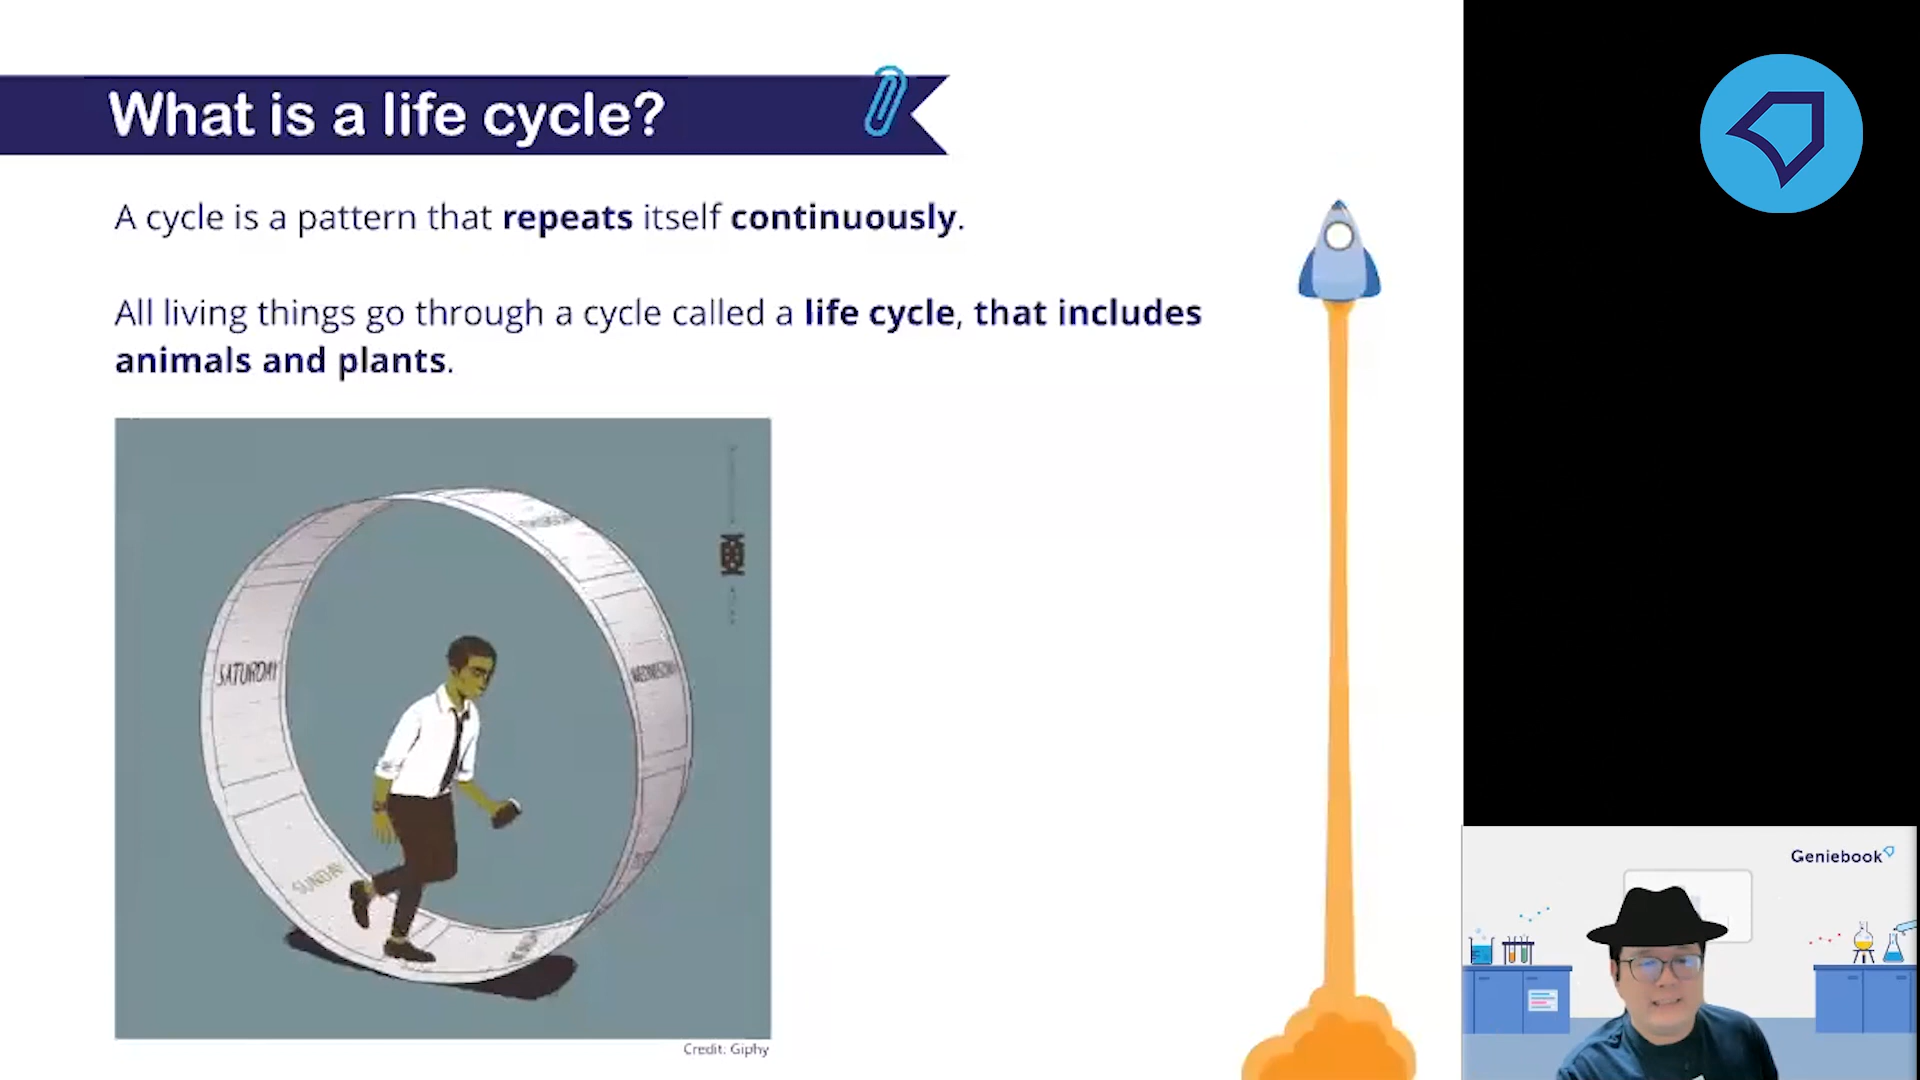 What is a life cycle?
A cycle is a pattern that repeats itself continuously.
All living things go through a cycle called a life cycle, that includes
animals and plants.
SATURDAY
WEDNESDAY
SUNDAY
Credit: Giphy
Geniebook